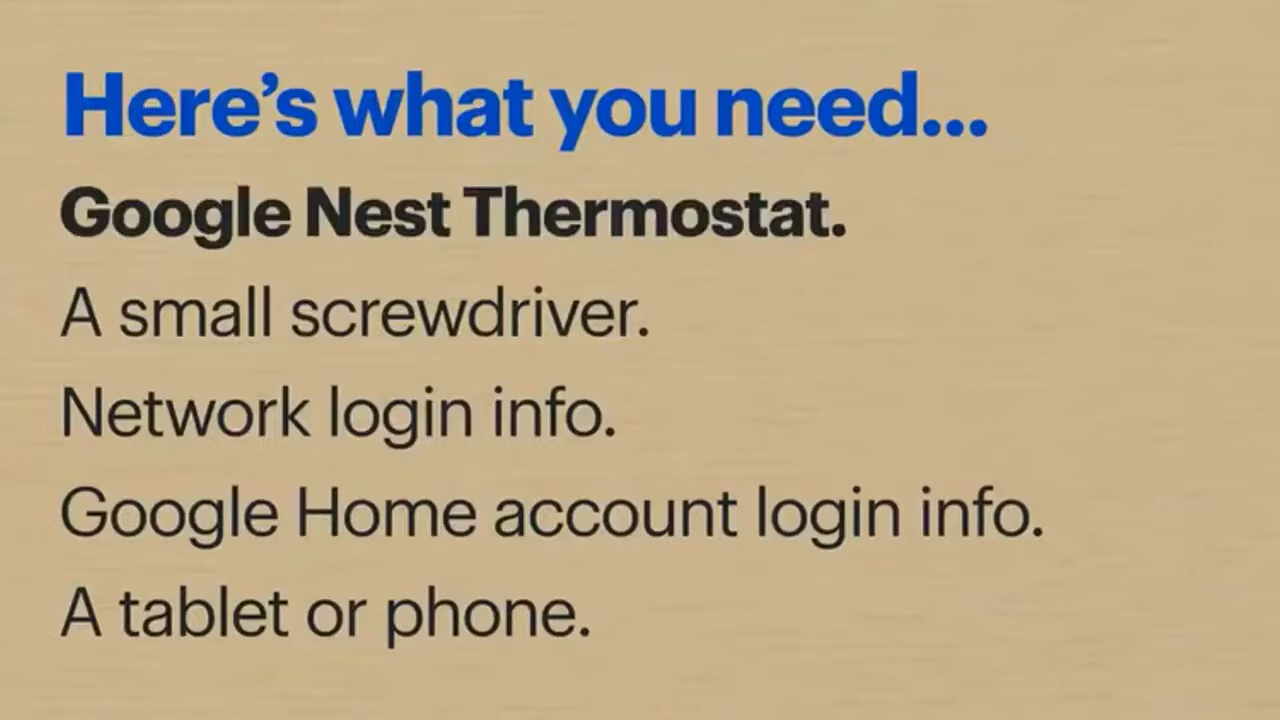 Here’s what you need...
Google Nest Thermostat.
A small screwdriver.
Network login info.
Google Home account login info.
A tablet or phone.